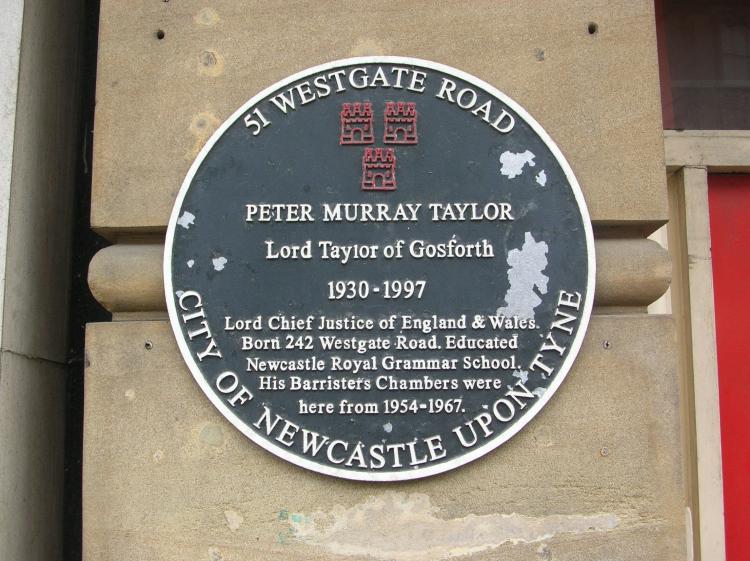 51 WESTGATE ROAD
PETER MURRAY TAYLOR
Lord Taylor of Gosforth
1930-1997
Lord Chief Justice of England & Wales.
Born 242 Westgate Road. Educated
Newcastle Royal Grammar School.
His Barristers Chambers were
here from 1954-1967.
CITY OF NEWCASTLE UPON TYNE